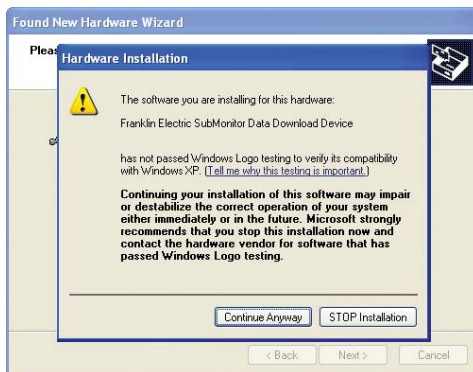 Found New Hardware Wizard
Pleas
Hardware Installation
The software you are installing for this hardware:
Franklin Electric SubMonitor Data Download Device
has not passed Windows Logo testing to verify its compatibility
with Windows XP. (Tell me why this testing is important.)
Continuing your installation of this software may impair
or destabilize the correct operation of your system
either immediately or in the future. Microsoft strongly
recommends that you stop this installation now and
contact the hardware vendor for software that has
passed Windows Logo testing.
Continue Anyway STOP Installation
< Back Next > Cancel